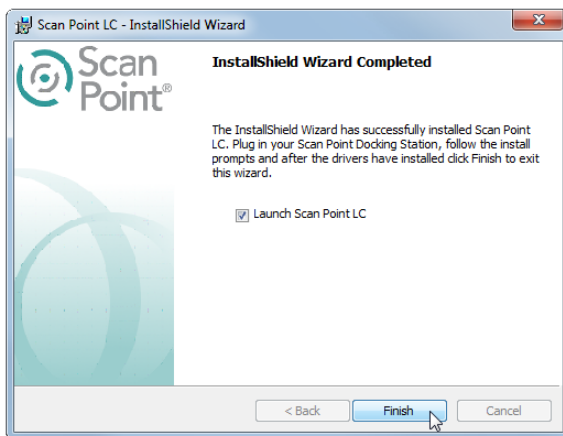 Scan Point LC - InstallShield Wizard
Scan
Point®
InstallShield Wizard Completed
The InstallShield Wizard has successfully installed Scan Point
LC. Plug in your Scan Point Docking Station, follow the install
prompts and after the drivers have installed click Finish to exit
this wizard.
Launch Scan Point LC
< Back
Finish
Cancel